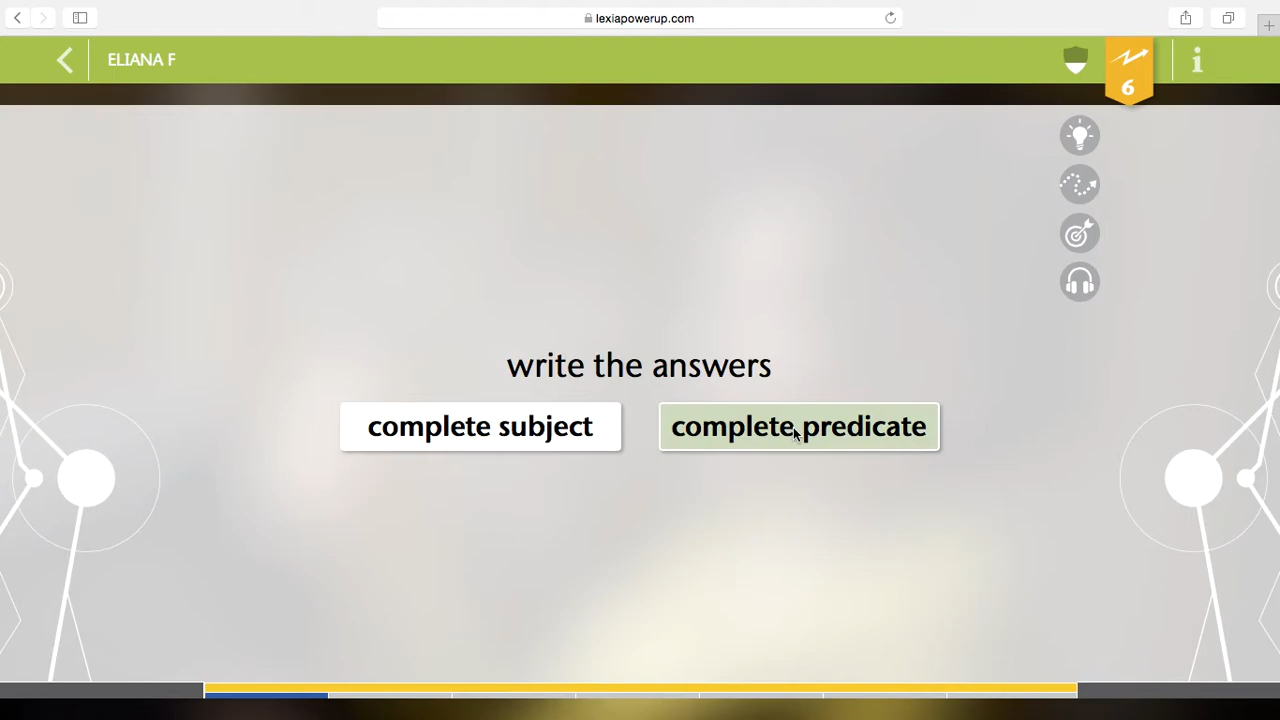 lexiapowerup.com
ELIANA F
6
i
write the answers
complete subject
complete predicate